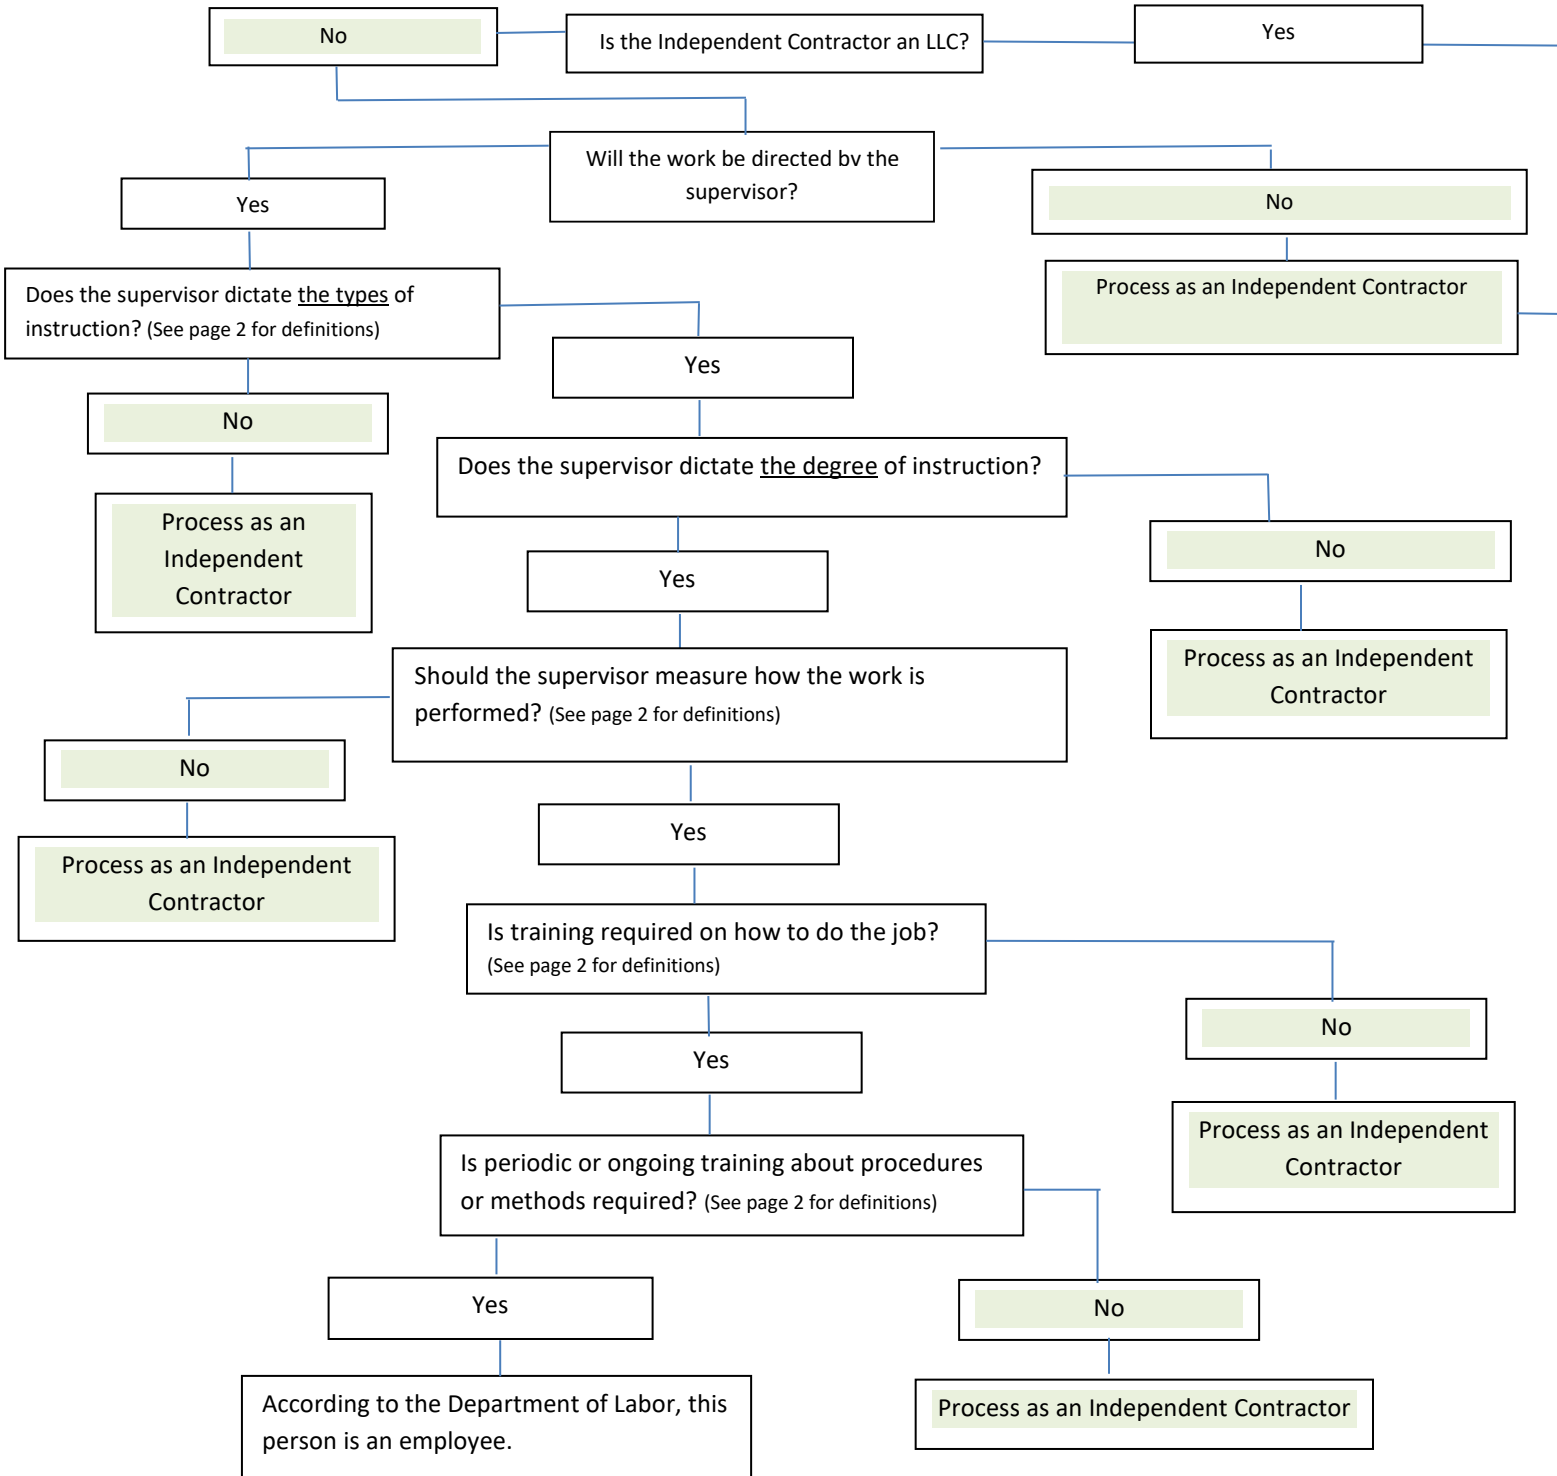 No
Is the Independent Contractor an LLC?
Yes
Will the work be directed by the
supervisor?
Yes
No
Does the supervisor dictate the types of
instruction? (See page 2 for definitions)
Process as an Independent Contractor
Yes
No
Does the supervisor dictate the degree of instruction?
Process as an
Independent
Contractor
No
Yes
Process as an Independent
Contractor
Should the supervisor measure how the work is
performed? (See page 2 for definitions)
No
Yes
Process as an Independent
Contractor
Is training required on how to do the job?
(See page 2 for definitions)
No
Yes
Process as an Independent
Contractor
Is periodic or ongoing training about procedures
or methods required? (See page 2 for definitions)
Yes
No
According to the Department of Labor, this
person is an employee.
Process as an Independent Contractor